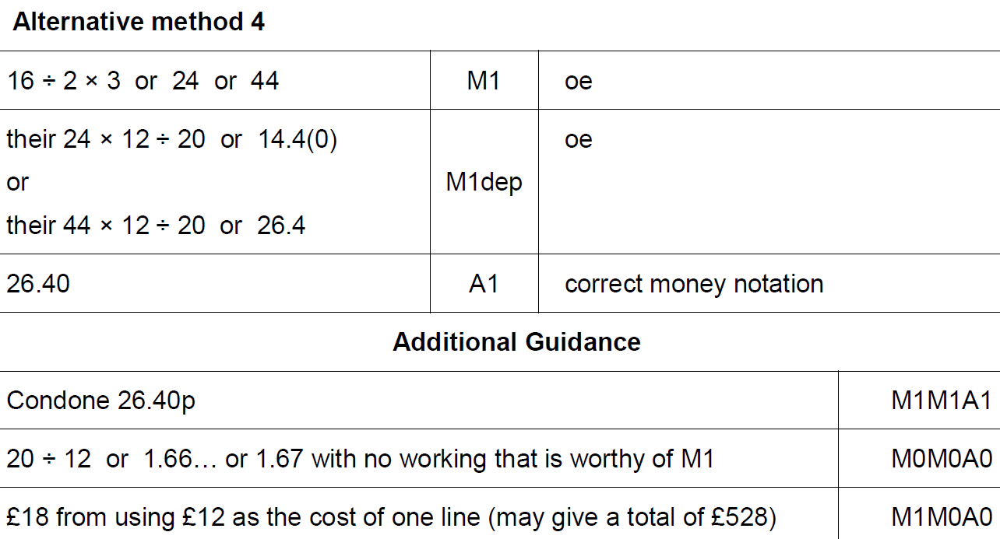 Alternative method 4
16 ÷ 2 × 3 or 24 or 44 M1 oe
their 24 × 12 ÷ 20 or 14.4(0) oe
or M1dep
their 44 × 12 ÷ 20 or 26.4
26.40 A1 correct money notation
Additional Guidance
Condone 26.40p M1M1A1
20 ÷ 12 or 1.66… or 1.67 with no working that is worthy of M1 M0M0A0
£18 from using £12 as the cost of one line (may give a total of £528) M1M0A0